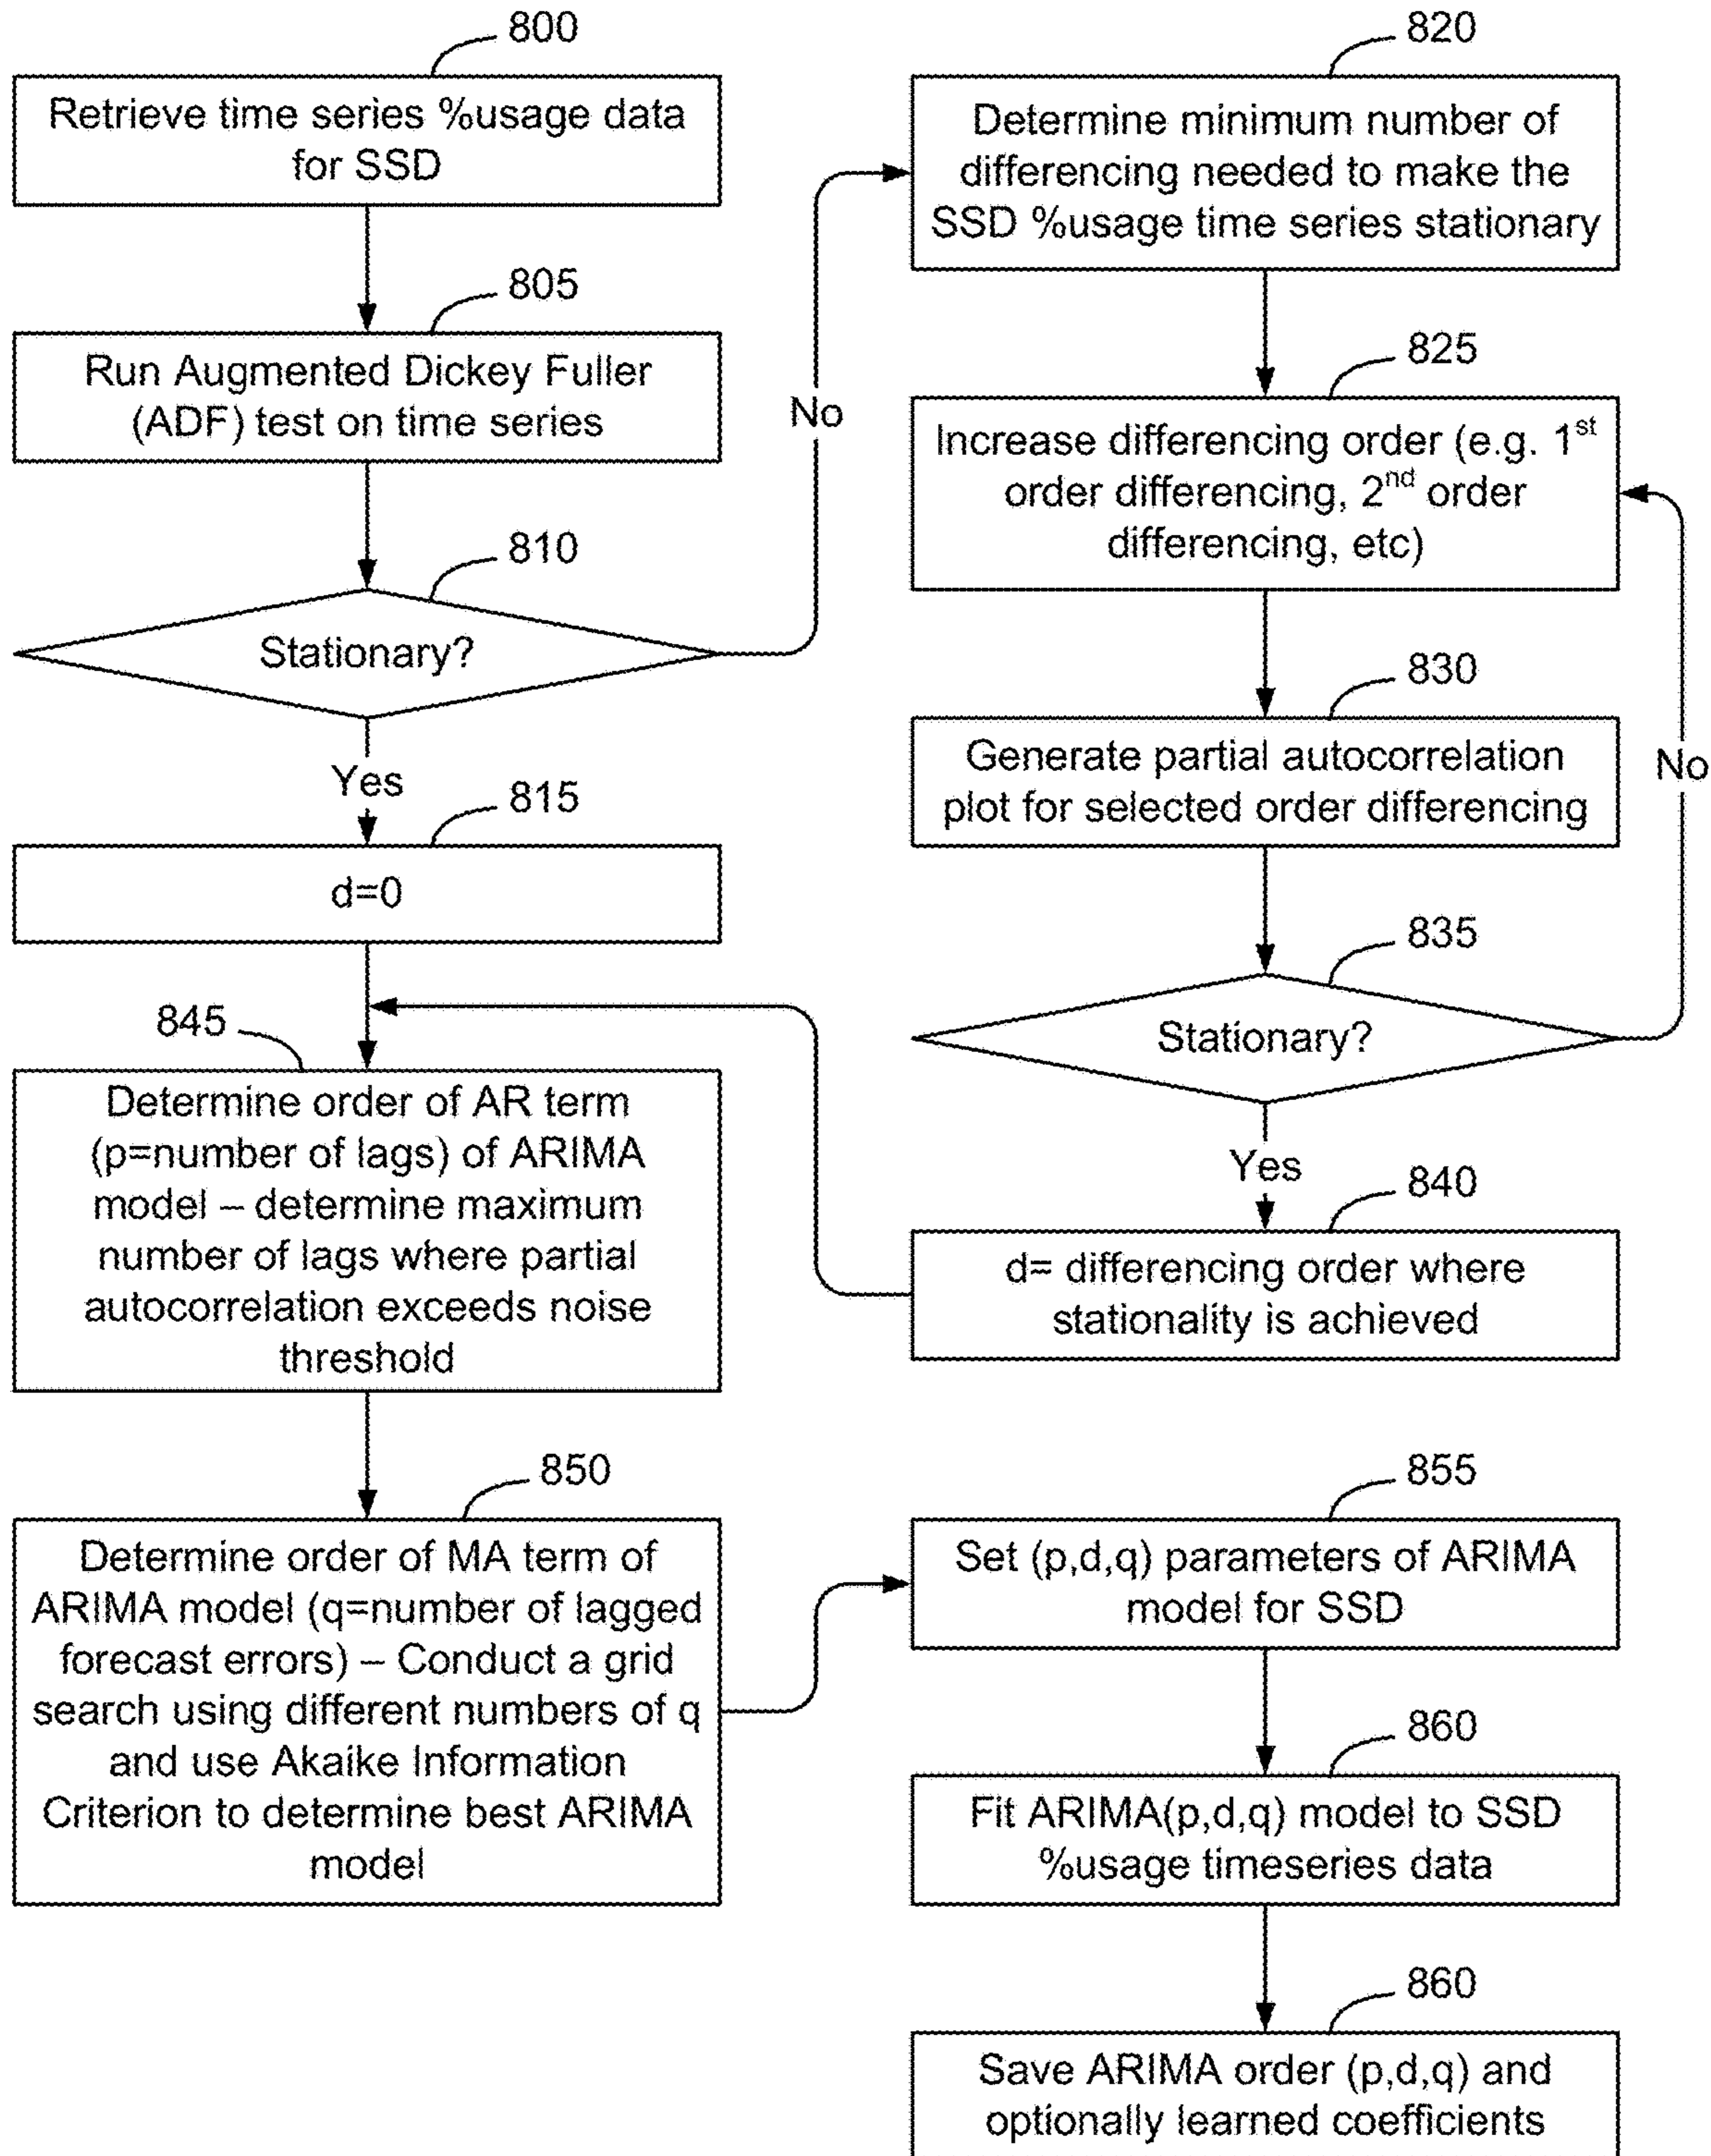 800
Retrieve time series %usage data
for SSD
805
Run Augmented Dickey Fuller
(ADF) test on time series
810
Stationary?
No
Yes
815
d=0
820
Determine minimum number of
differencing needed to make the
SSD %usage time series stationary
825
Increase differencing order (e.g. 1st
order differencing, 2nd order
differencing, etc)
830
Generate partial autocorrelation
plot for selected order differencing
No
835
Stationary?
Yes
840
d= differencing order where
stationality is achieved
845
Determine order of AR term
(p=number of lags) of ARIMA
model – determine maximum
number of lags where partial
autocorrelation exceeds noise
threshold
850
Determine order of MA term of
ARIMA model (q=number of lagged
forecast errors) – Conduct a grid
search using different numbers of q
and use Akaike Information
Criterion to determine best ARIMA
model
855
Set (p,d,q) parameters of ARIMA
model for SSD
860
Fit ARIMA(p,d,q) model to SSD
%usage timeseries data
860
Save ARIMA order (p,d,q) and
optionally learned coefficients